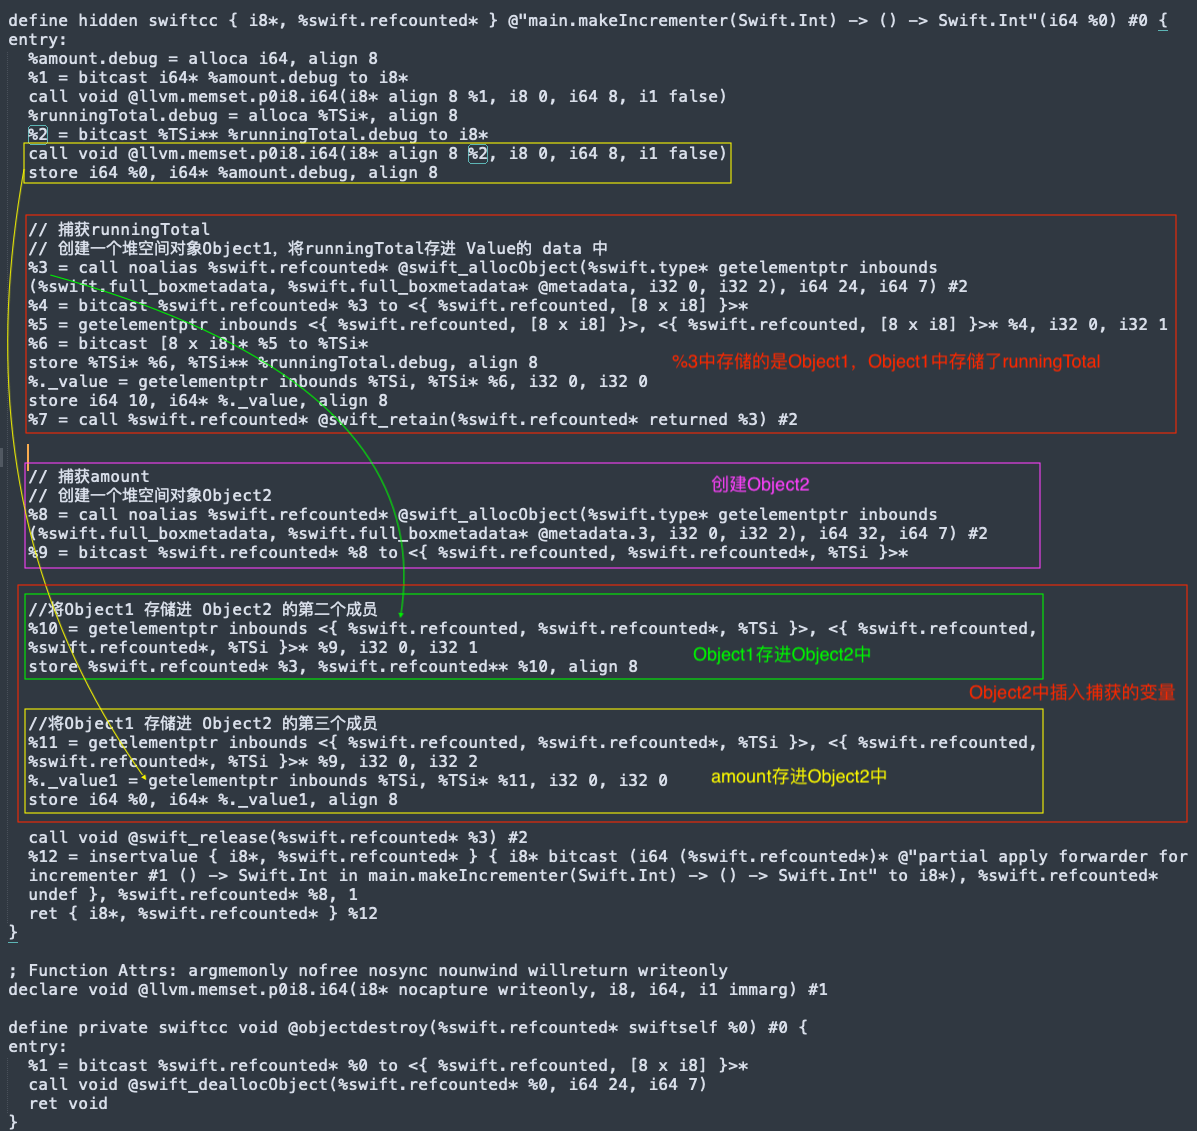 define hidden swiftcc { i8*, %swift.refcounted* } @"main.makeIncrementer(Swift.Int) -> () -> Swift.Int"(i64 %0) #0 {
entry:
%amount.debug = alloca i64, align 8
%1 = bitcast i64* %amount.debug to i8*
call void @llvm.memset.p0i8.i64(i8* align 8 %1, i8 0, i64 8, i1 false)
%runningTotal.debug = alloca %TSi*, align 8
%2 = bitcast %TSi** %runningTotal.debug to i8*
call void @llvm.memset.p0i8.i64(i8* align 8 %2, i8 0, i64 8, i1 false)
store i64 %0, i64* %amount.debug, align 8
// 捕获runningTotal
// 创建一个堆空间对象Object1，将runningTotal存进 Value的 data 中
%3 = call noalias %swift.refcounted* @swift_allocObject(%swift.type* getelementptr inbounds
(%swift.full_boxmetadata, %swift.full_boxmetadata* @metadata, i32 0, i32 2), i64 24, i64 7) #2
%4 = bitcast %swift.refcounted* %3 to <{ %swift.refcounted, [8 x i8] }>*
%5 = getelementptr inbounds <{ %swift.refcounted, [8 x i8] }>, <{ %swift.refcounted, [8 x i8] }>* %4, i32 0, i32 1
%6 = bitcast [8 x i8]* %5 to %TSi*
store %TSi* %6, %TSi** %runningTotal.debug, align 8
%3中存储的是Object1，Object1中存储了runningTotal
%._value = getelementptr inbounds %TSi, %TSi* %6, i32 0, i32 0
store i64 10, i64* %._value, align 8
%7 = call %swift.refcounted* @swift_retain(%swift.refcounted* returned %3) #2
// 捕获amount
创建Object2
// 创建一个堆空间对象Object2
%8 = call noalias %swift.refcounted* @swift_allocObject(%swift.type* getelementptr inbounds
(%swift.full_boxmetadata, %swift.full_boxmetadata* @metadata.3, i32 0, i32 2), i64 32, i64 7) #2
%9 = bitcast %swift.refcounted* %8 to <{ %swift.refcounted, %swift.refcounted*, %TSi }>*
//将Object1 存储进 Object2 的第二个成员
%10 = getelementptr inbounds <{ %swift.refcounted, %swift.refcounted*, %TSi }>, <{ %swift.refcounted,
%swift.refcounted*, %TSi }>* %9, i32 0, i32 1
Object1存进Object2中
store %swift.refcounted* %3, %swift.refcounted** %10, align 8
Object2中插入捕获的变量
//将Object1 存储进 Object2 的第三个成员
%11 = getelementptr inbounds <{ %swift.refcounted, %swift.refcounted*, %TSi }>, <{ %swift.refcounted,
%swift.refcounted*, %TSi }>* %9, i32 0, i32 2
%._value1 = getelementptr inbounds %TSi, %TSi* %11, i32 0, i32 0
amount存进Object2中
store i64 %0, i64* %._value1, align 8
call void @swift_release(%swift.refcounted* %3) #2
%12 = insertvalue { i8*, %swift.refcounted* } { i8* bitcast (i64 (%swift.refcounted*)* @"partial apply forwarder for
incrementer #1 () -> Swift.Int in main.makeIncrementer(Swift.Int) -> () -> Swift.Int" to i8*), %swift.refcounted*
undef }, %swift.refcounted* %8, 1
ret { i8*, %swift.refcounted* } %12
}
; Function Attrs: argmemonly nofree nosync nounwind willreturn writeonly
declare void @llvm.memset.p0i8.i64(i8* nocapture writeonly, i8, i64, i1 immarg) #1
define private swiftcc void @objectdestroy(%swift.refcounted* swiftself %0) #0 {
entry:
%1 = bitcast %swift.refcounted* %0 to <{ %swift.refcounted, [8 x i8] }>*
call void @swift_deallocObject(%swift.refcounted* %0, i64 24, i64 7)
ret void
}